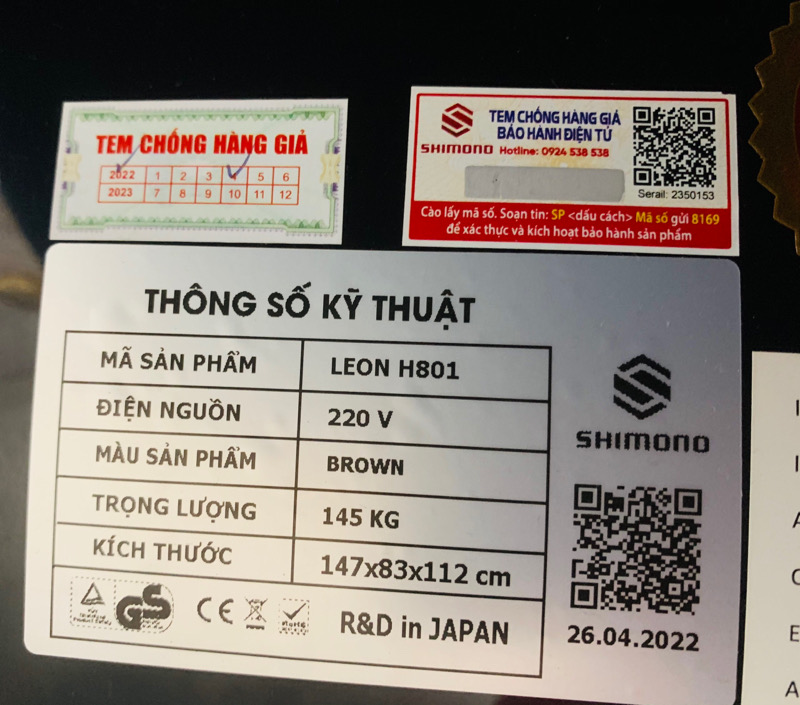 TEM CHỐNG HÀNG GIẢ
2022 1 2 3 5 6
2023 7 8 9 10 11 12
SHIMONO
TEM CHỐNG HÀNG GIẢ
BẢO HÀNH ĐIỆN TỬ
Hotline: 0924 538 538
Serail: 2350153
Cào lấy mã số. Soạn tin: SP <dấu cách> Mã số gửi 8169
để xác thực và kích hoạt bảo hành sản phẩm
THÔNG SỐ KỸ THUẬT
MÃ SẢN PHẨM LEON H801
ĐIỆN NGUỒN 220 V
MÀU SẢN PHẨM BROWN
TRỌNG LƯỢNG 145 KG
KÍCH THƯỚC 147x83x112 cm
GS CE RoHS R&D in JAPAN
SHIMONO
26.04.2022
I
I
A
C
E
A